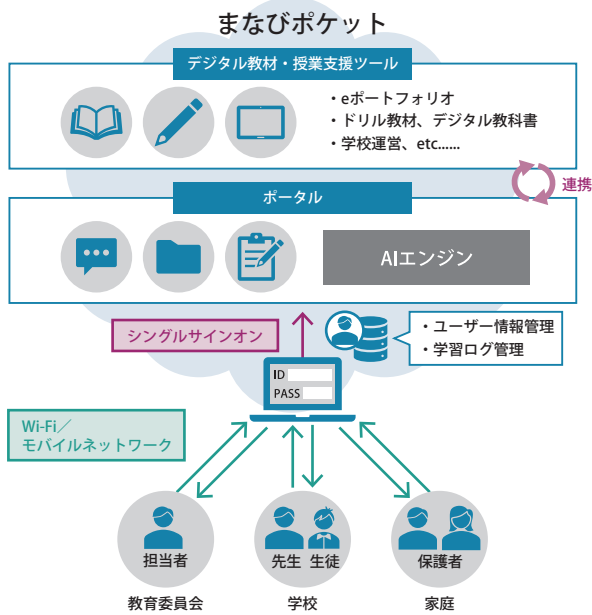 まなびポケット
デジタル教材・授業支援ツール
・eポートフォリオ
・ドリル教材、デジタル教科書
・学校運営、etc......
連携
ポータル
AIエンジン
シングルサインオン
・ユーザー情報管理
・学習ログ管理
ID
PASS
Wi-Fi／
モバイルネットワーク
担当者
先生 生徒
保護者
教育委員会
学校
家庭